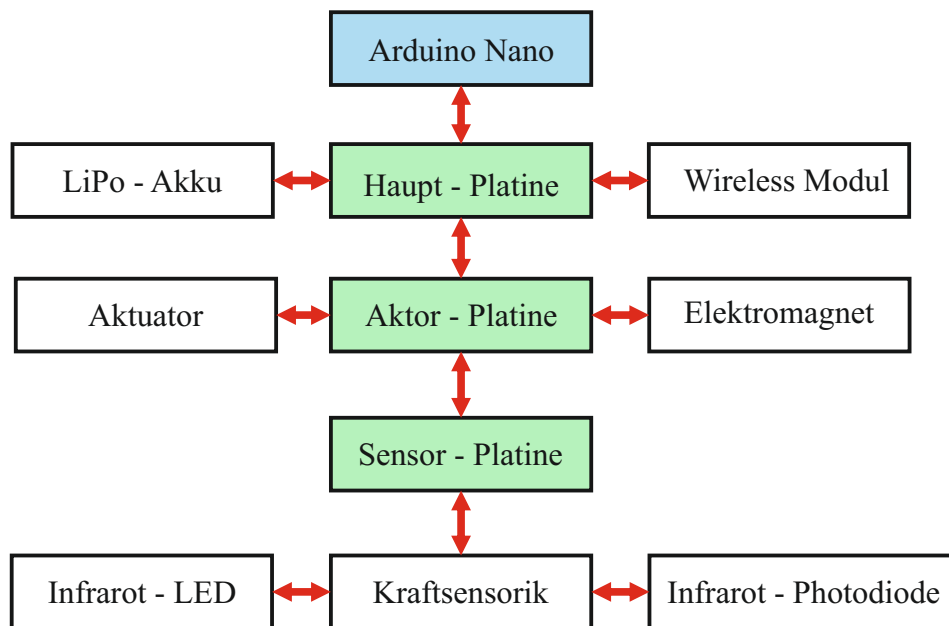 Arduino Nano
LiPo - Akku
Haupt - Platine
Wireless Modul
Aktuator
Aktor - Platine
Elektromagnet
Sensor - Platine
Infrarot - LED
Kraftsensorik
Infrarot - Photodiode